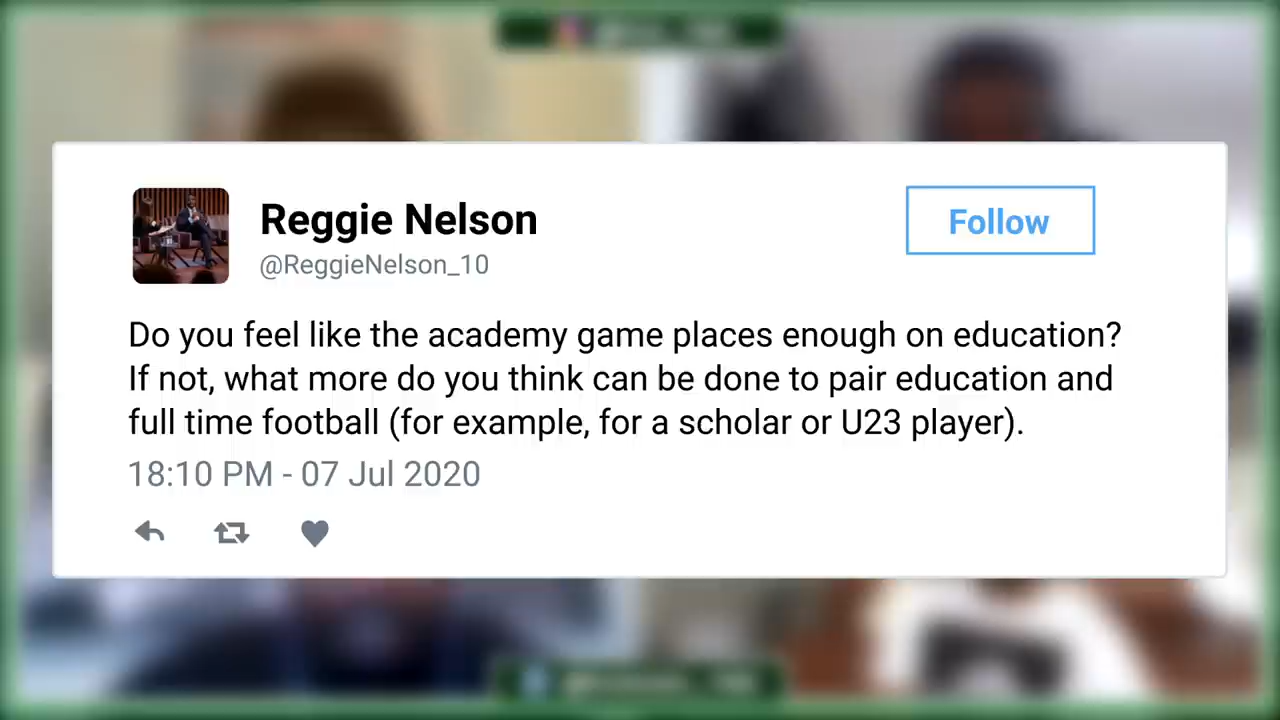 Reggie Nelson
@ReggieNelson_10
Follow
Do you feel like the academy game places enough on education?
If not, what more do you think can be done to pair education and
full time football (for example, for a scholar or U23 player).
18:10 PM - 07 Jul 2020